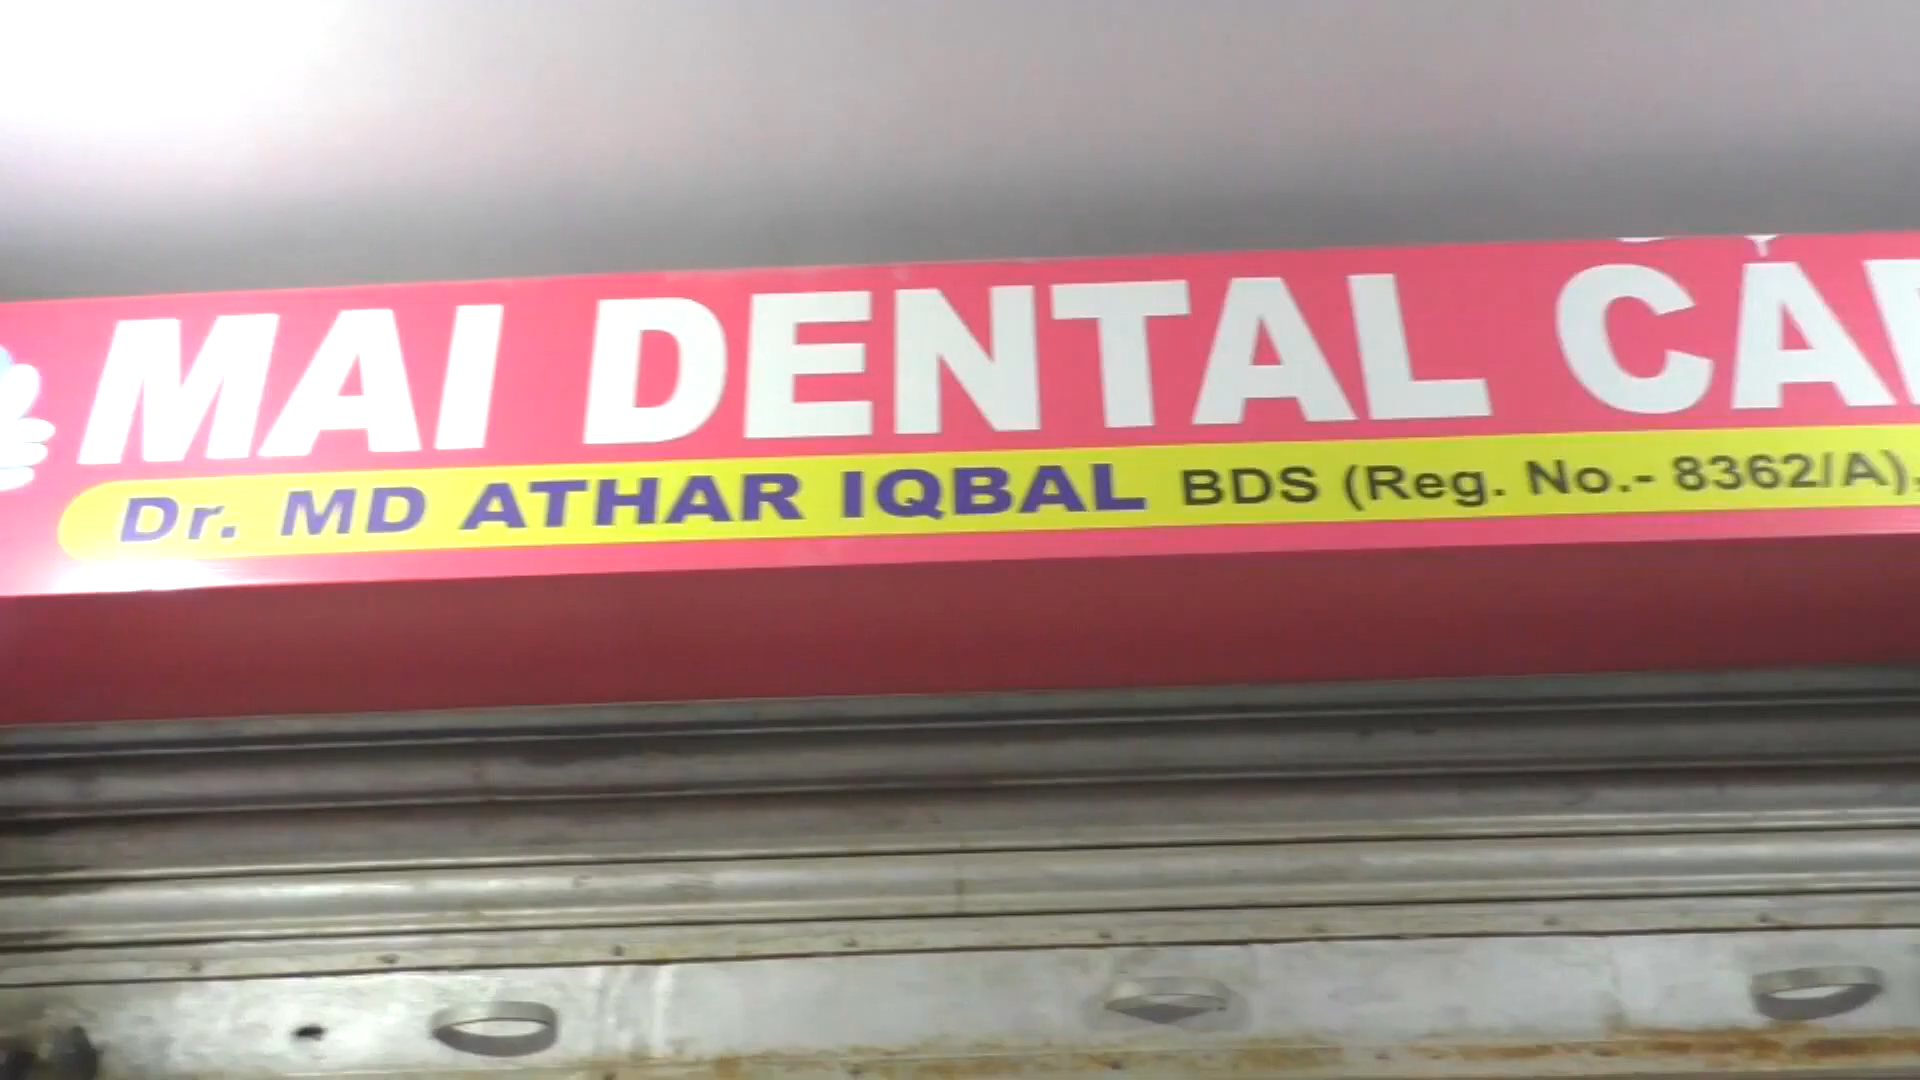 MAI DENTAL
Dr. MD ATHAR IQBAL BDS (Reg. No.- 8362/A),